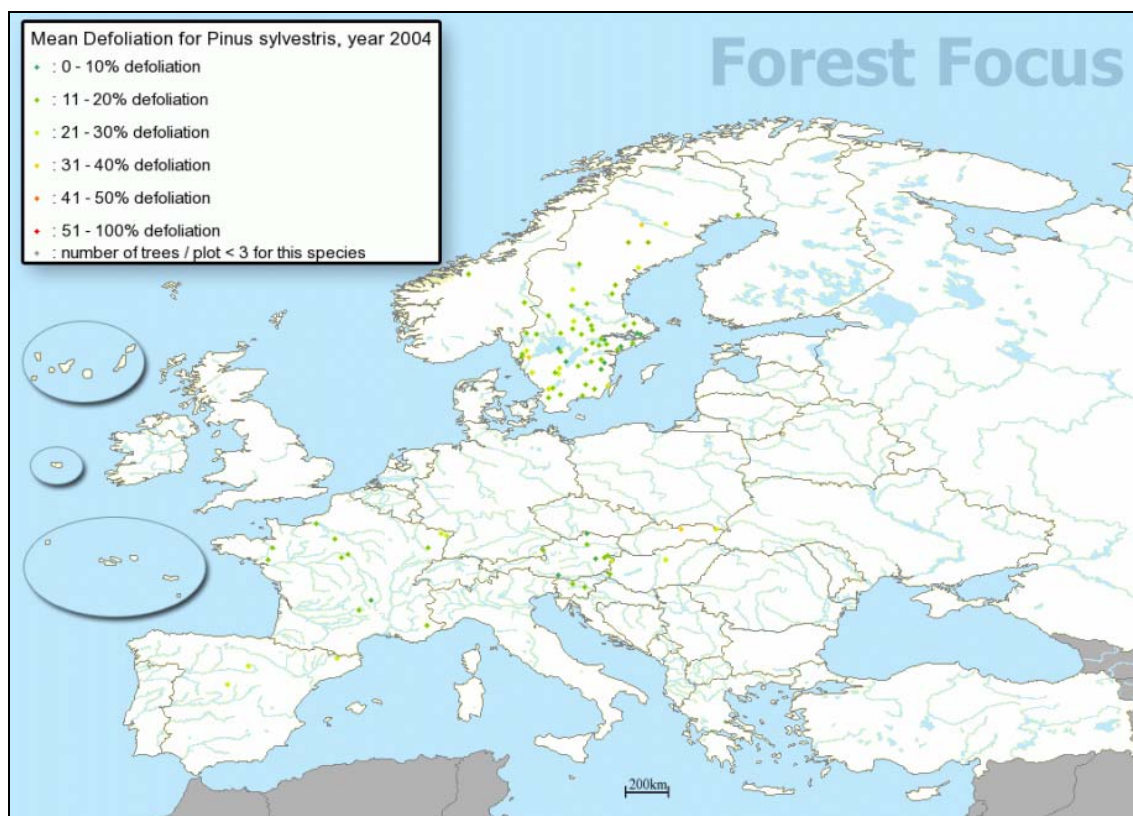 Mean Defoliation for Pinus sylvestris, year 2004
: 0 - 10% defoliation
: 11 - 20% defoliation
: 21 - 30% defoliation
: 31 - 40% defoliation
: 41 - 50% defoliation
: 51 - 100% defoliation
: number of trees / plot < 3 for this species
Forest Focus
200km